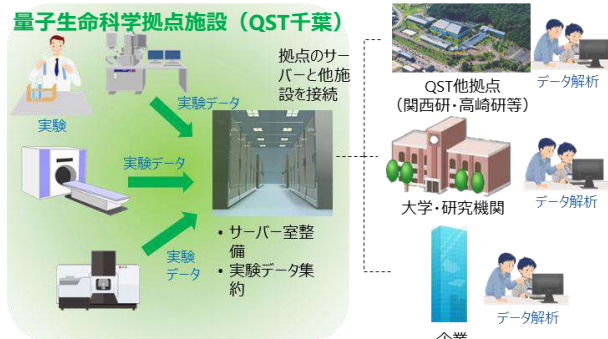 量子生命科学拠点施設（QST千葉）
実験
実験データ
実験データ
実験
データ
拠点のサー
バーと他施
設を接続
• サーバー室整
備
• 実験データ集
約
QST他拠点
（関西研・高崎研等）
データ解析
大学・研究機関
データ解析
企業
データ解析